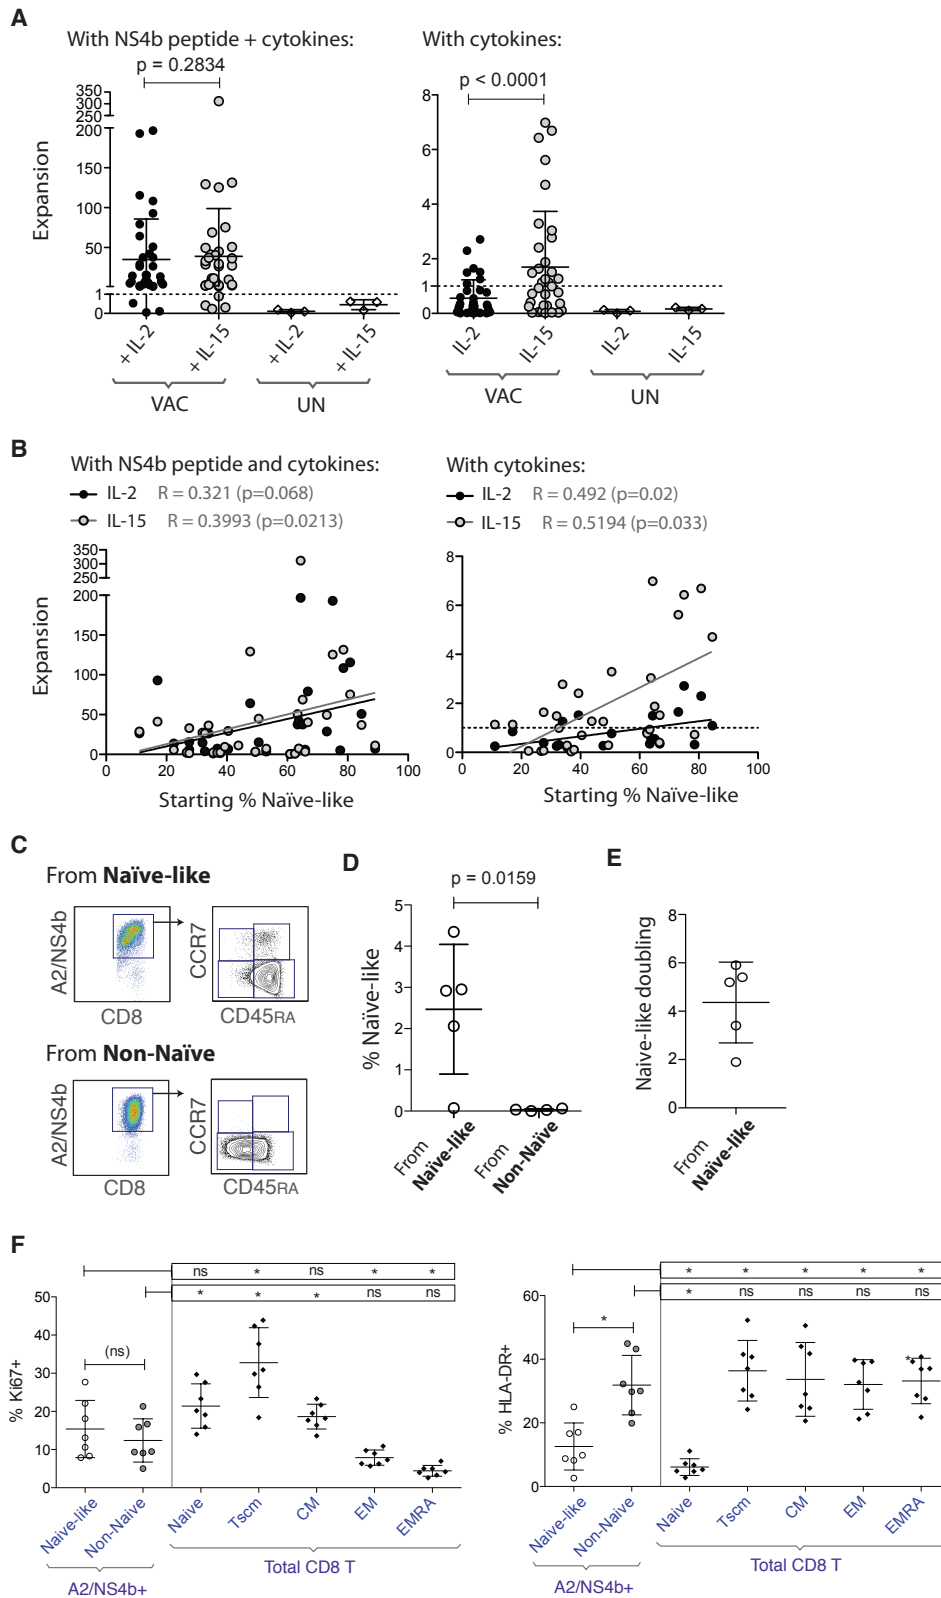 A
With NS4b peptide + cytokines:
p = 0.2834
With cytokines:
p < 0.0001
Expansion
350
300
250
200
150
100
50
1
0
8
6
4
2
1
0
+ IL-2
+ IL-15
+ IL-2
+ IL-15
VAC
UN
IL-2
IL-15
IL-2
IL-15
VAC
UN
B
With NS4b peptide and cytokines:
IL-2 R = 0.321 (p=0.068)
IL-15 R = 0.3993 (p=0.0213)
With cytokines:
IL-2 R = 0.492 (p=0.02)
IL-15 R = 0.5194 (p=0.033)
Expansion
350
300
250
200
150
100
50
0
0 20 40 60 80 100
Starting % Naïve-like
8
6
4
2
0
0 20 40 60 80 100
Starting % Naïve-like
C
From Naïve-like
A2/NS4b
CD8
CCR7
CD45RA
From Non-Naïve
A2/NS4b
CD8
CCR7
CD45RA
D
p = 0.0159
% Naïve-like
5
4
3
2
1
0
From Naïve-like
From Non-Naïve
E
Naive-like doubling
8
6
4
2
0
From Naïve-like
F
ns * ns * *
* * * ns ns
(ns)
% Ki67+
50
40
30
20
10
0
Naive-like
Non-Naive
Naive
Tscm
CM
EM
EMRA
A2/NS4b+
Total CD8 T
* * * * *
* ns ns ns ns
*
*
% HLA-DR+
60
40
20
0
Naive-like
Non-Naive
Naive
Tscm
CM
EM
EMRA
A2/NS4b+
Total CD8 T